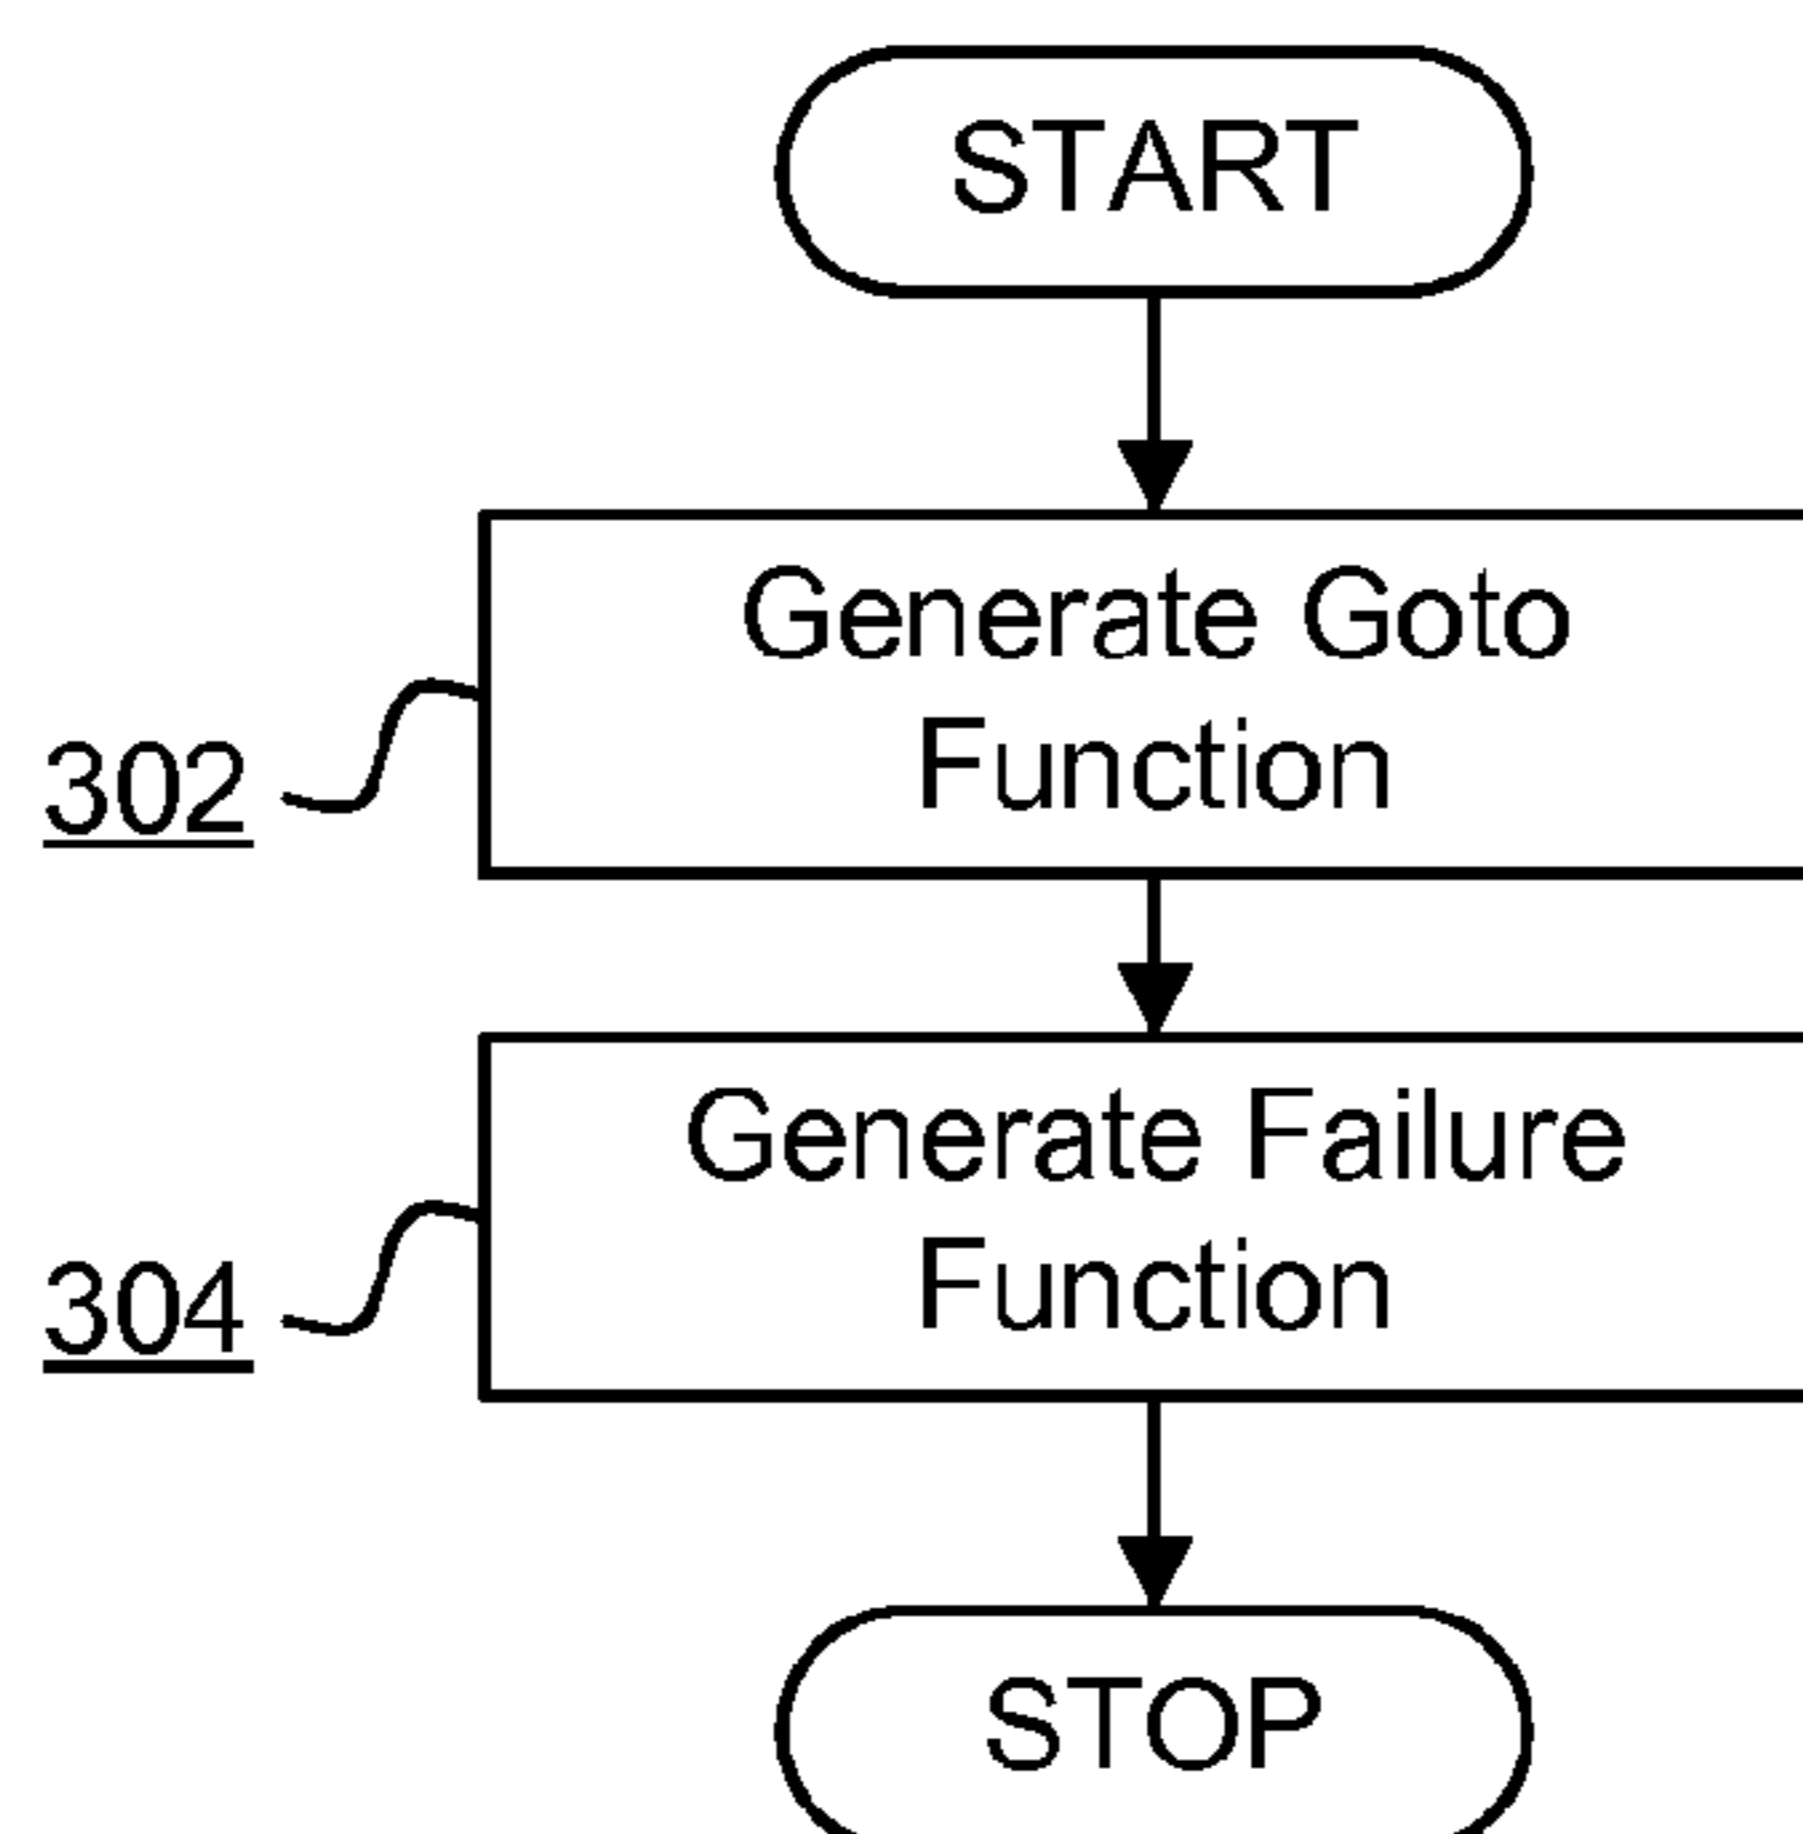 START
Generate Goto
Function
302
Generate Failure
Function
304
STOP